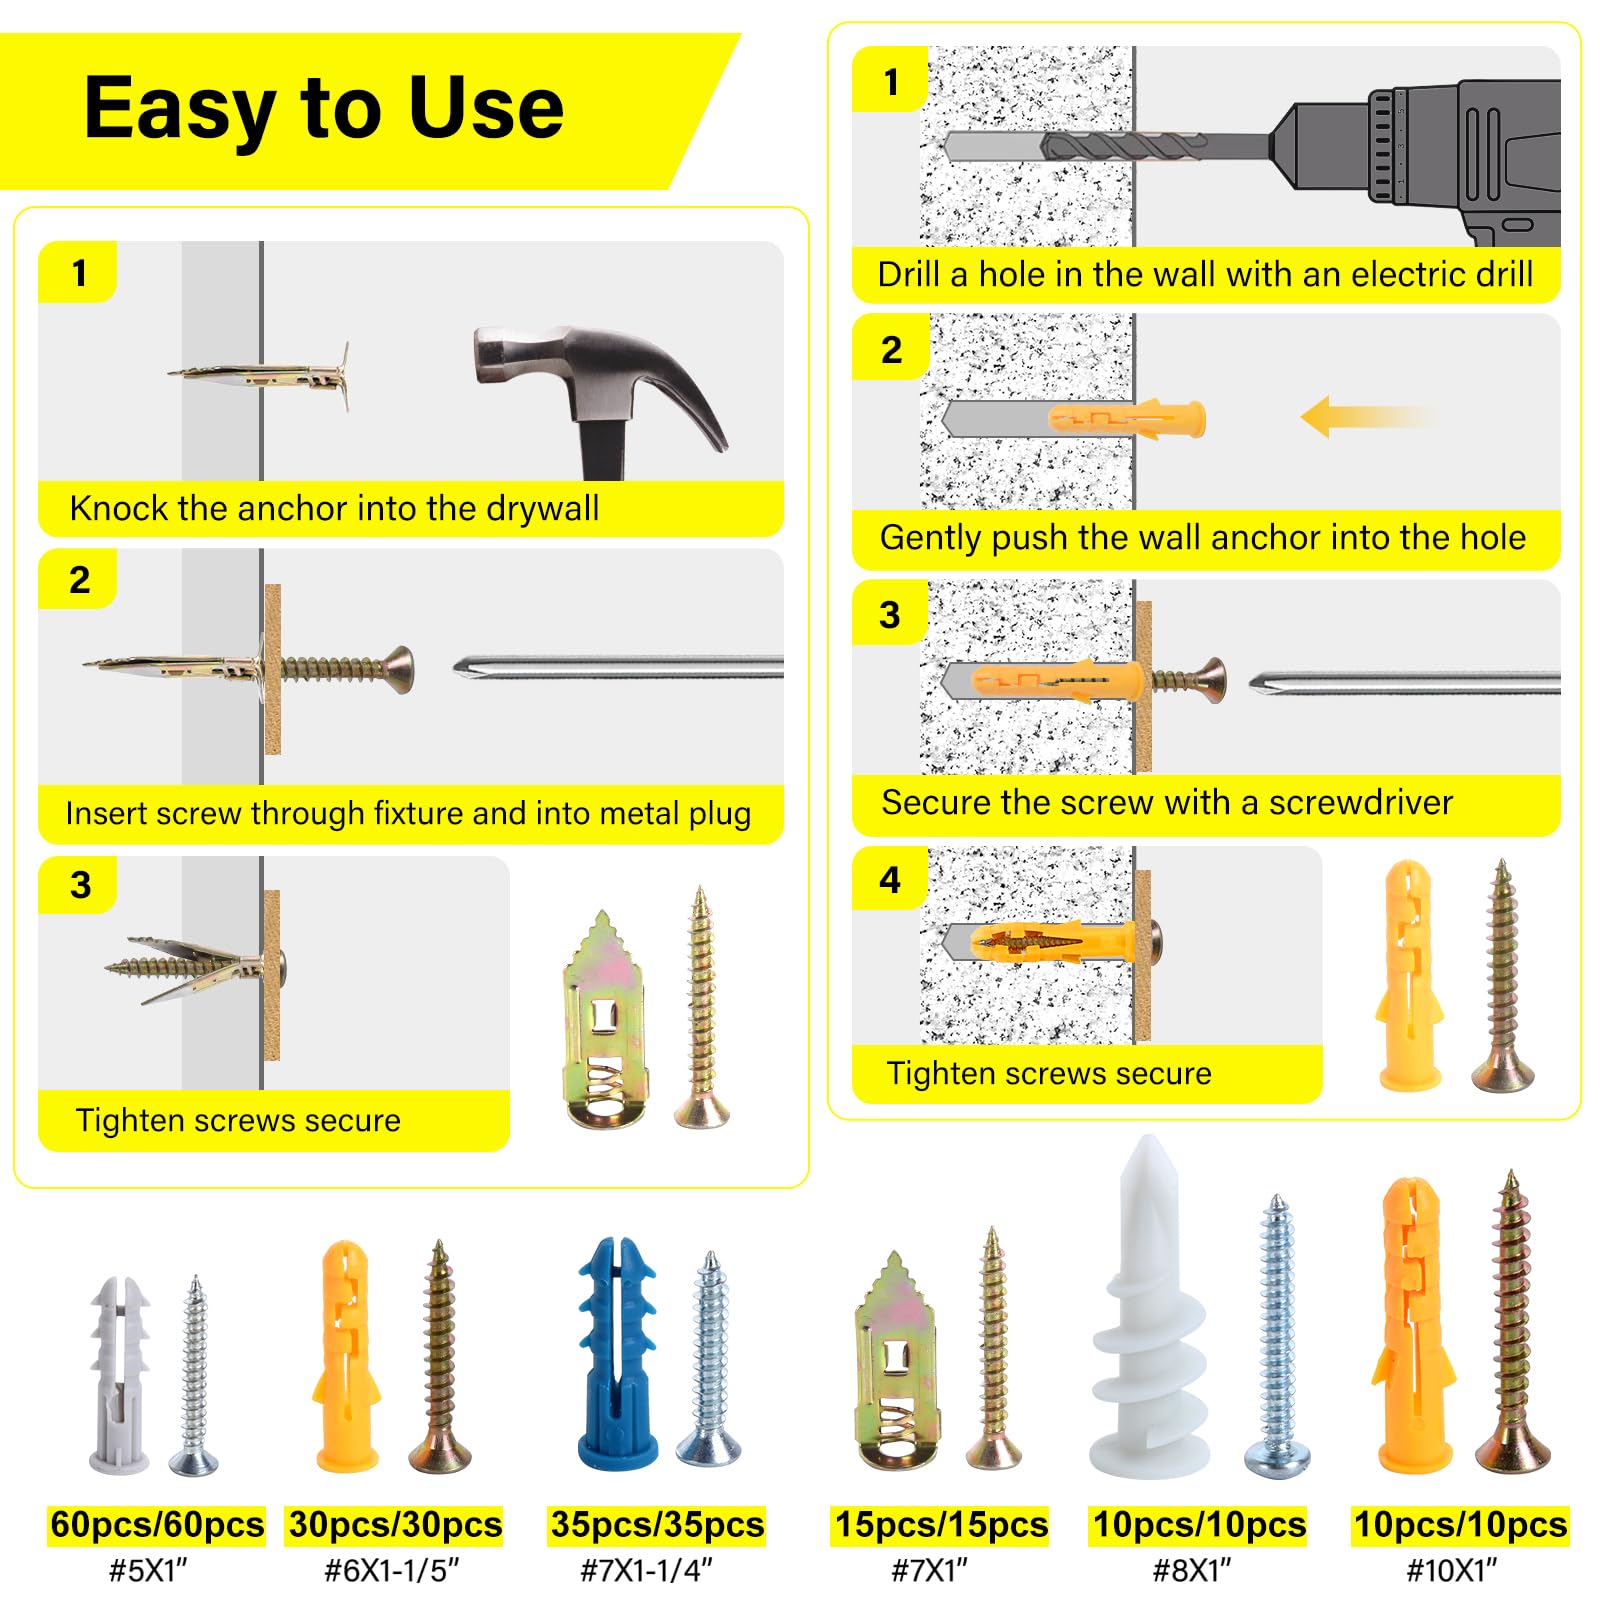 Easy to Use
1
Knock the anchor into the drywall
2
Insert screw through fixture and into metal plug
3
Tighten screws secure
1
Drill a hole in the wall with an electric drill
2
Gently push the wall anchor into the hole
3
Secure the screw with a screwdriver
4
Tighten screws secure
60pcs/60pcs
#5X1″
30pcs/30pcs
#6X1-1/5″
35pcs/35pcs
#7X1-1/4″
15pcs/15pcs
#7X1″
10pcs/10pcs
#8X1″
10pcs/10pcs
#10X1″